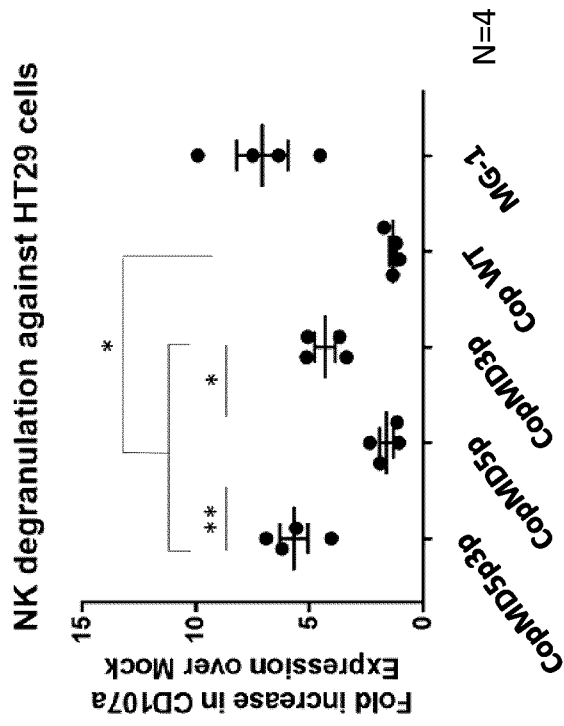 NK degranulation against HT29 cells
Fold increase in CD107a
Expression over Mock
15
10
5
0
*
**
*
CopMD5p3p
CopMD5p
CopMD3p
Cop WT
MG-1
N=4